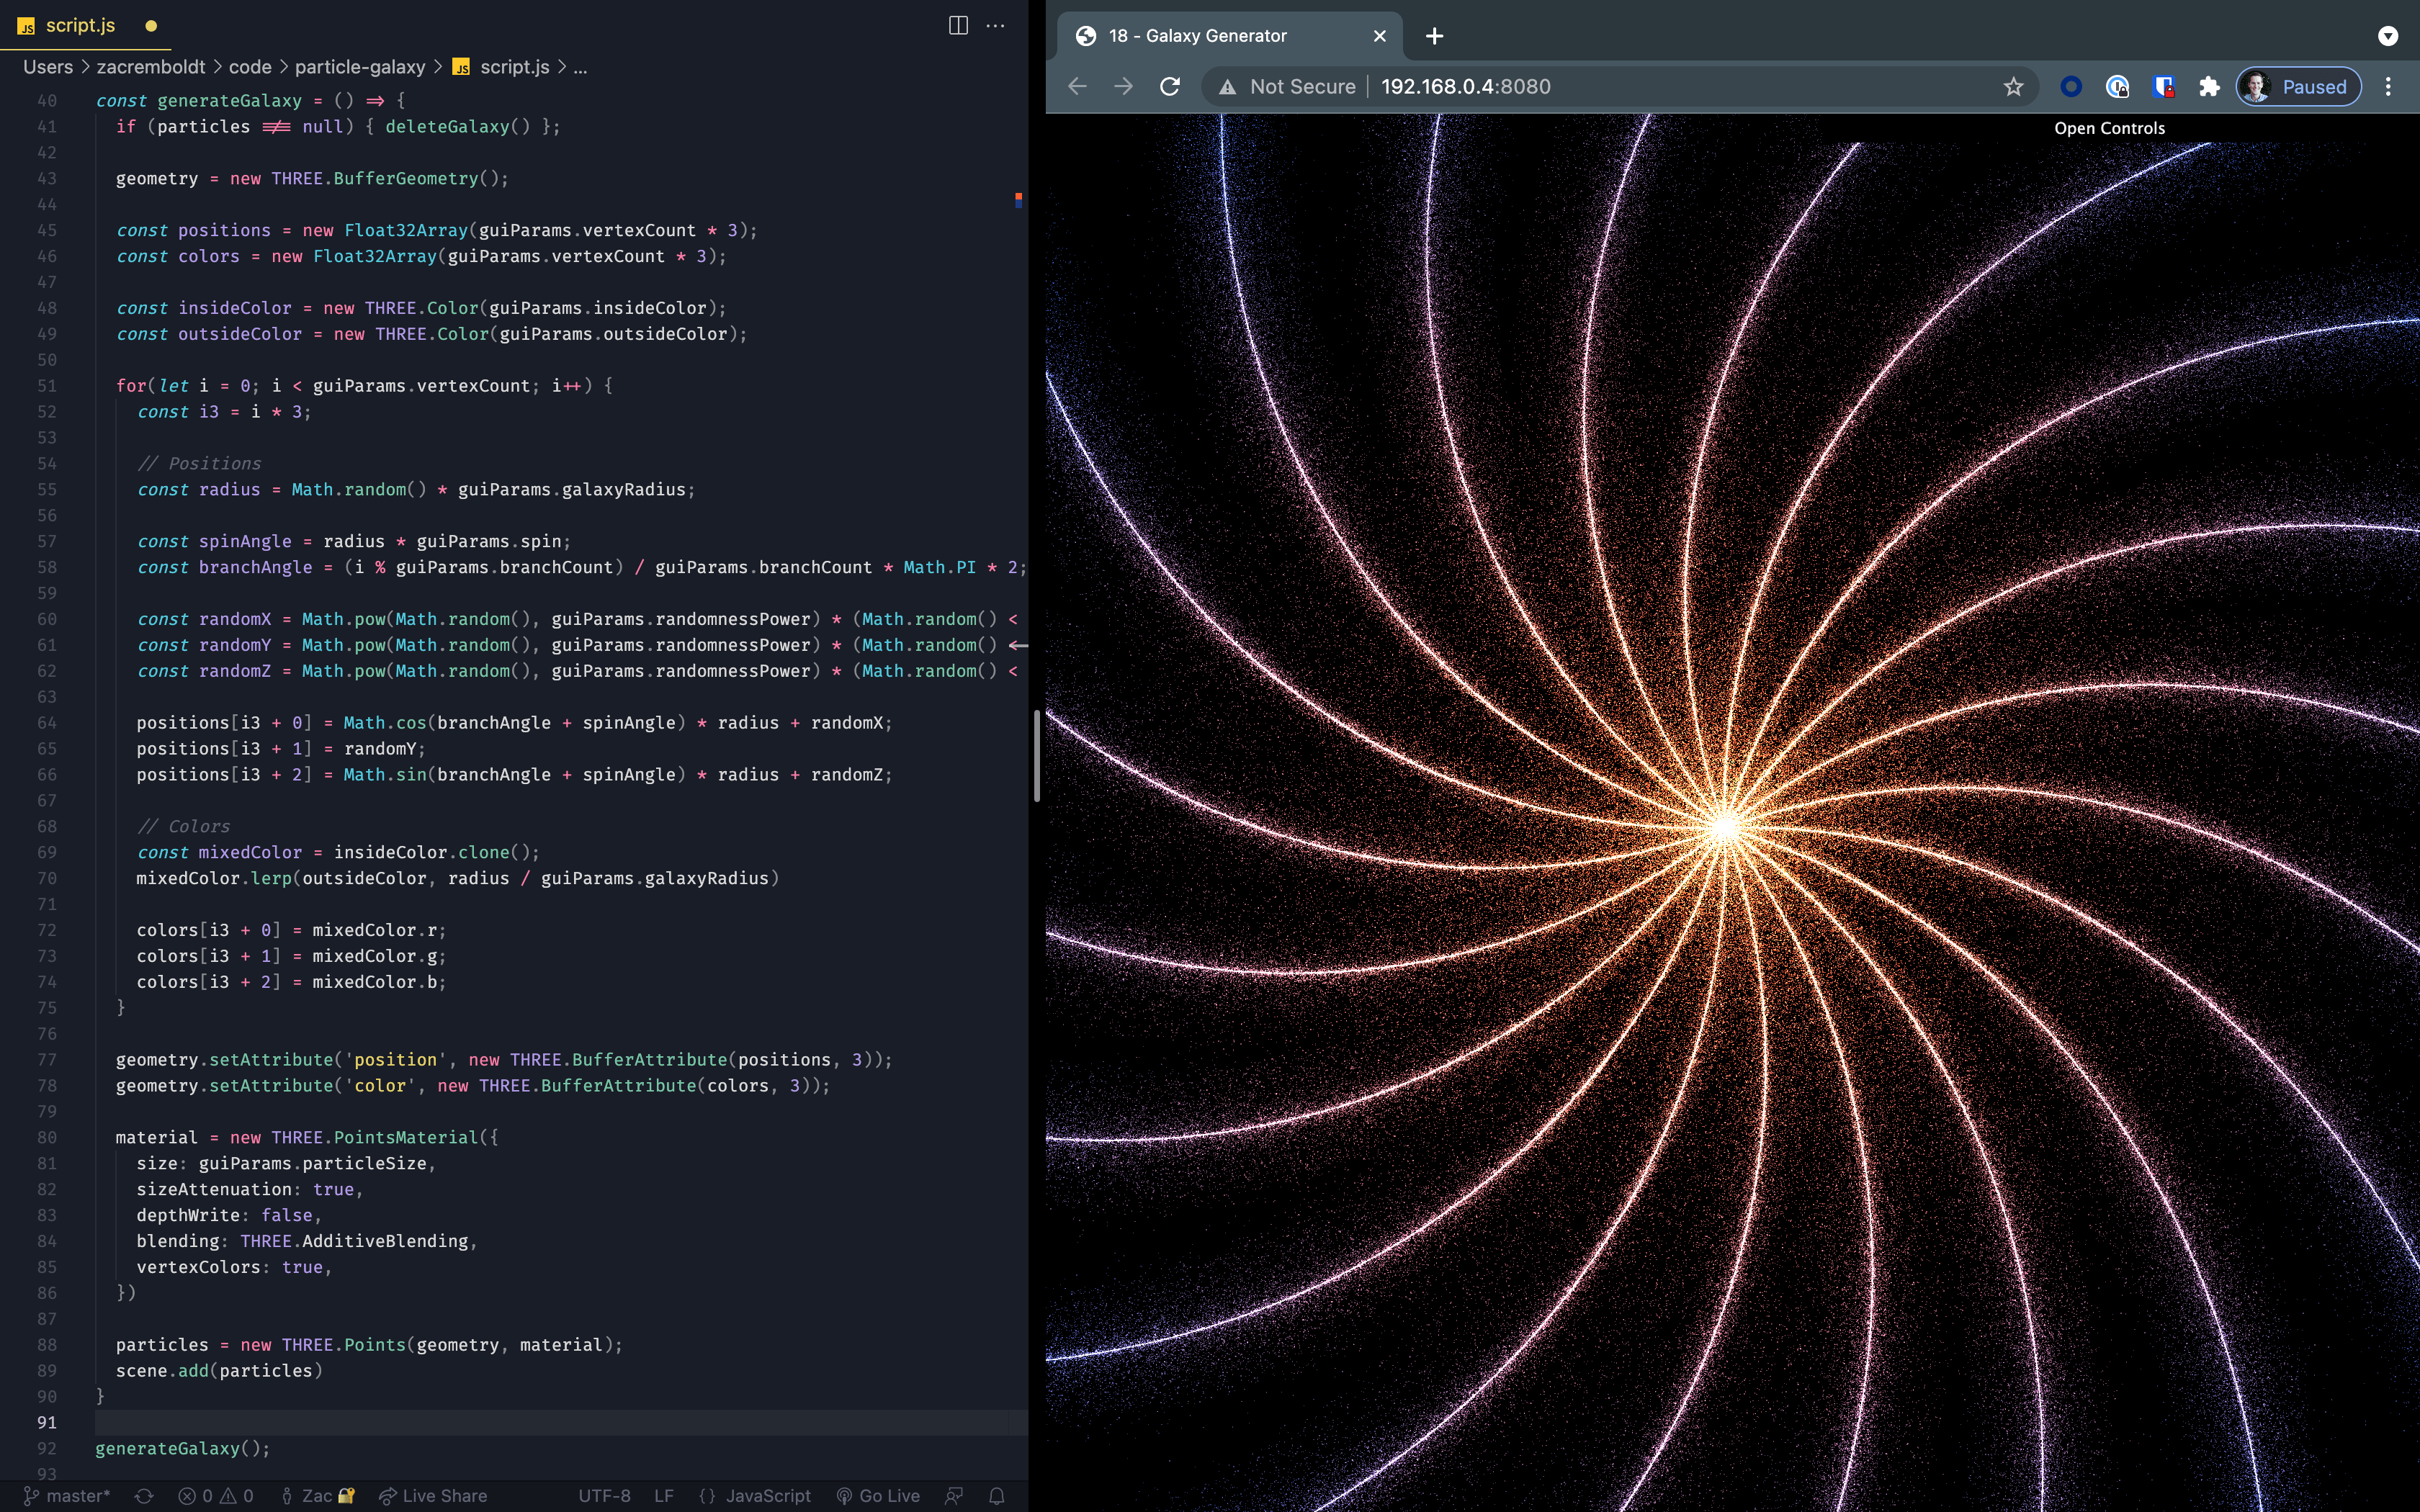 JS script.js
Users > zacremboldt > code > particle-galaxy > JS script.js > ...
40 const generateGalaxy = () => {
41 if (particles !== null) { deleteGalaxy() };
42
43 geometry = new THREE.BufferGeometry();
44
45 const positions = new Float32Array(guiParams.vertexCount * 3);
46 const colors = new Float32Array(guiParams.vertexCount * 3);
47
48 const insideColor = new THREE.Color(guiParams.insideColor);
49 const outsideColor = new THREE.Color(guiParams.outsideColor);
50
51 for(let i = 0; i < guiParams.vertexCount; i++) {
52 const i3 = i * 3;
53
54 // Positions
55 const radius = Math.random() * guiParams.galaxyRadius;
56
57 const spinAngle = radius * guiParams.spin;
58 const branchAngle = (i % guiParams.branchCount) / guiParams.branchCount * Math.PI * 2;
59
60 const randomX = Math.pow(Math.random(), guiParams.randomnessPower) * (Math.random() <
61 const randomY = Math.pow(Math.random(), guiParams.randomnessPower) * (Math.random()
62 const randomZ = Math.pow(Math.random(), guiParams.randomnessPower) * (Math.random() <
63
64 positions[i3 + 0] = Math.cos(branchAngle + spinAngle) * radius + randomX;
65 positions[i3 + 1] = randomY;
66 positions[i3 + 2] = Math.sin(branchAngle + spinAngle) * radius + randomZ;
67
68 // Colors
69 const mixedColor = insideColor.clone();
70 mixedColor.lerp(outsideColor, radius / guiParams.galaxyRadius)
71
72 colors[i3 + 0] = mixedColor.r;
73 colors[i3 + 1] = mixedColor.g;
74 colors[i3 + 2] = mixedColor.b;
75 }
76
77 geometry.setAttribute('position', new THREE.BufferAttribute(positions, 3));
78 geometry.setAttribute('color', new THREE.BufferAttribute(colors, 3));
79
80 material = new THREE.PointsMaterial({
81 size: guiParams.particleSize,
82 sizeAttenuation: true,
83 depthWrite: false,
84 blending: THREE.AdditiveBlending,
85 vertexColors: true,
86 })
87
88 particles = new THREE.Points(geometry, material);
89 scene.add(particles)
90 }
91
92 generateGalaxy();
93
master* 0 0 Zac 🔐 Live Share UTF-8 LF {} JavaScript Go Live
18 - Galaxy Generator
Not Secure | 192.168.0.4:8080 Paused
Open Controls